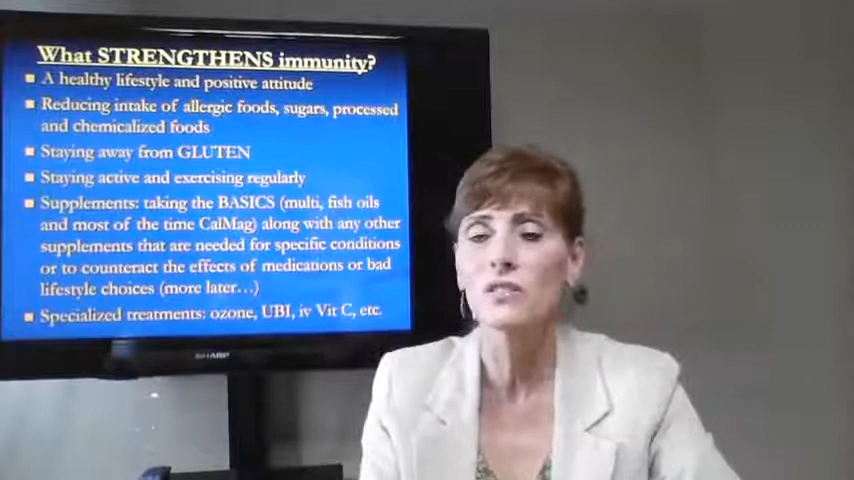 What STRENGTHENS immunity?
A healthy lifestyle and positive attitude
Reducing intake of allergic foods, sugars, processed
and chemicalized foods
Staying away from GLUTEN
Staying active and exercising regularly
Supplements: taking the BASICS (multi, fish oils
and most of the time CalMag) along with any other
supplements that are needed for specific conditions
or to counteract the effects of medications or bad
lifestyle choices (more later…)
Specialized treatments: ozone, UBI, iv Vit C, etc.
SHARP